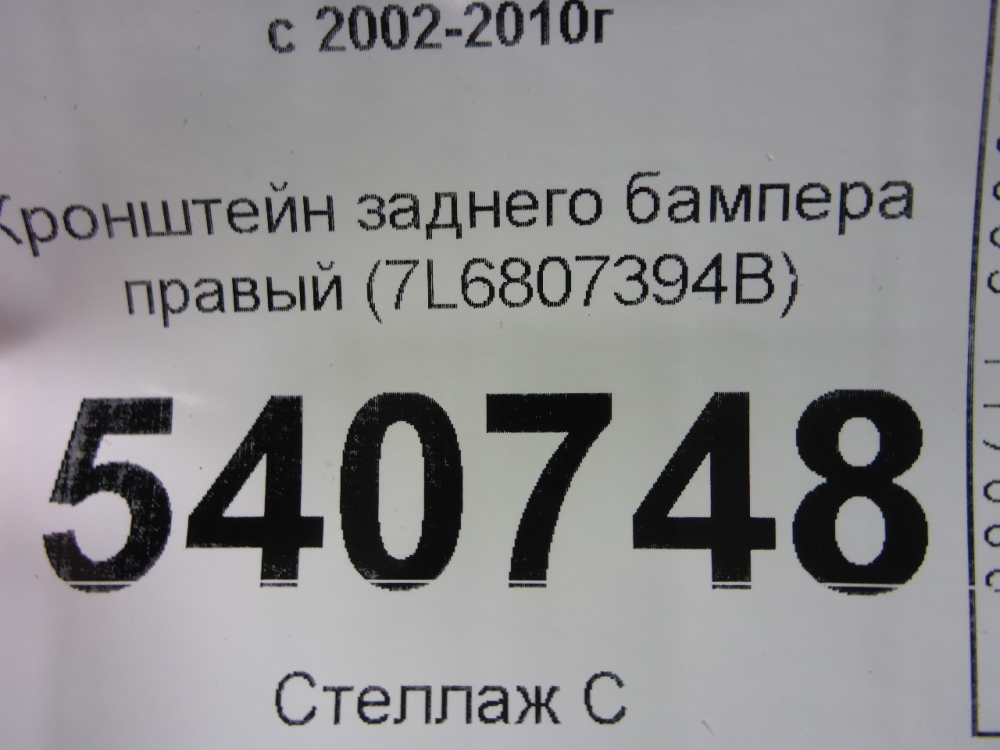 с 2002-2010г
Кронштейн заднего бампера
правый (7L6807394B)
540748
Стеллаж С